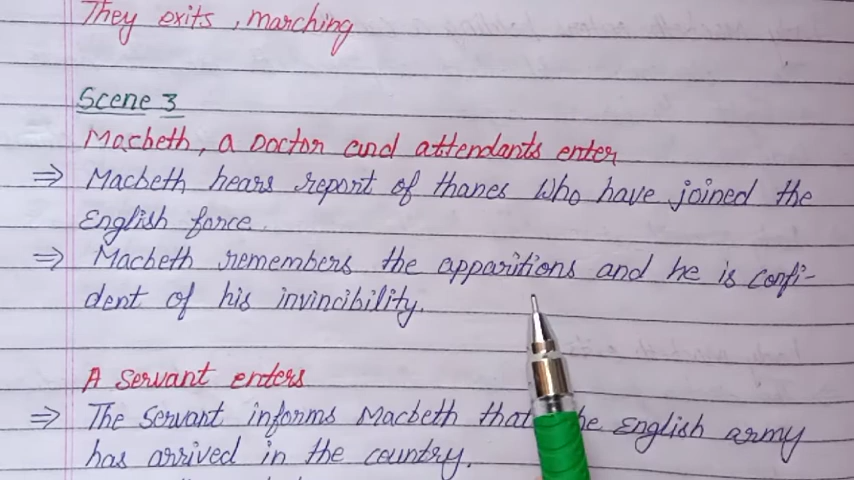 They exits, marching
Scene 3
Macbeth, a Doctor and attendants enter
⇒ Macbeth hears report of thanes who have joined the
English force.
⇒ Macbeth remembers the apparitions and he is confi-
dent of his invincibility.
A servant enters
⇒ The Servant informs Macbeth that he English army
has arrived in the country.